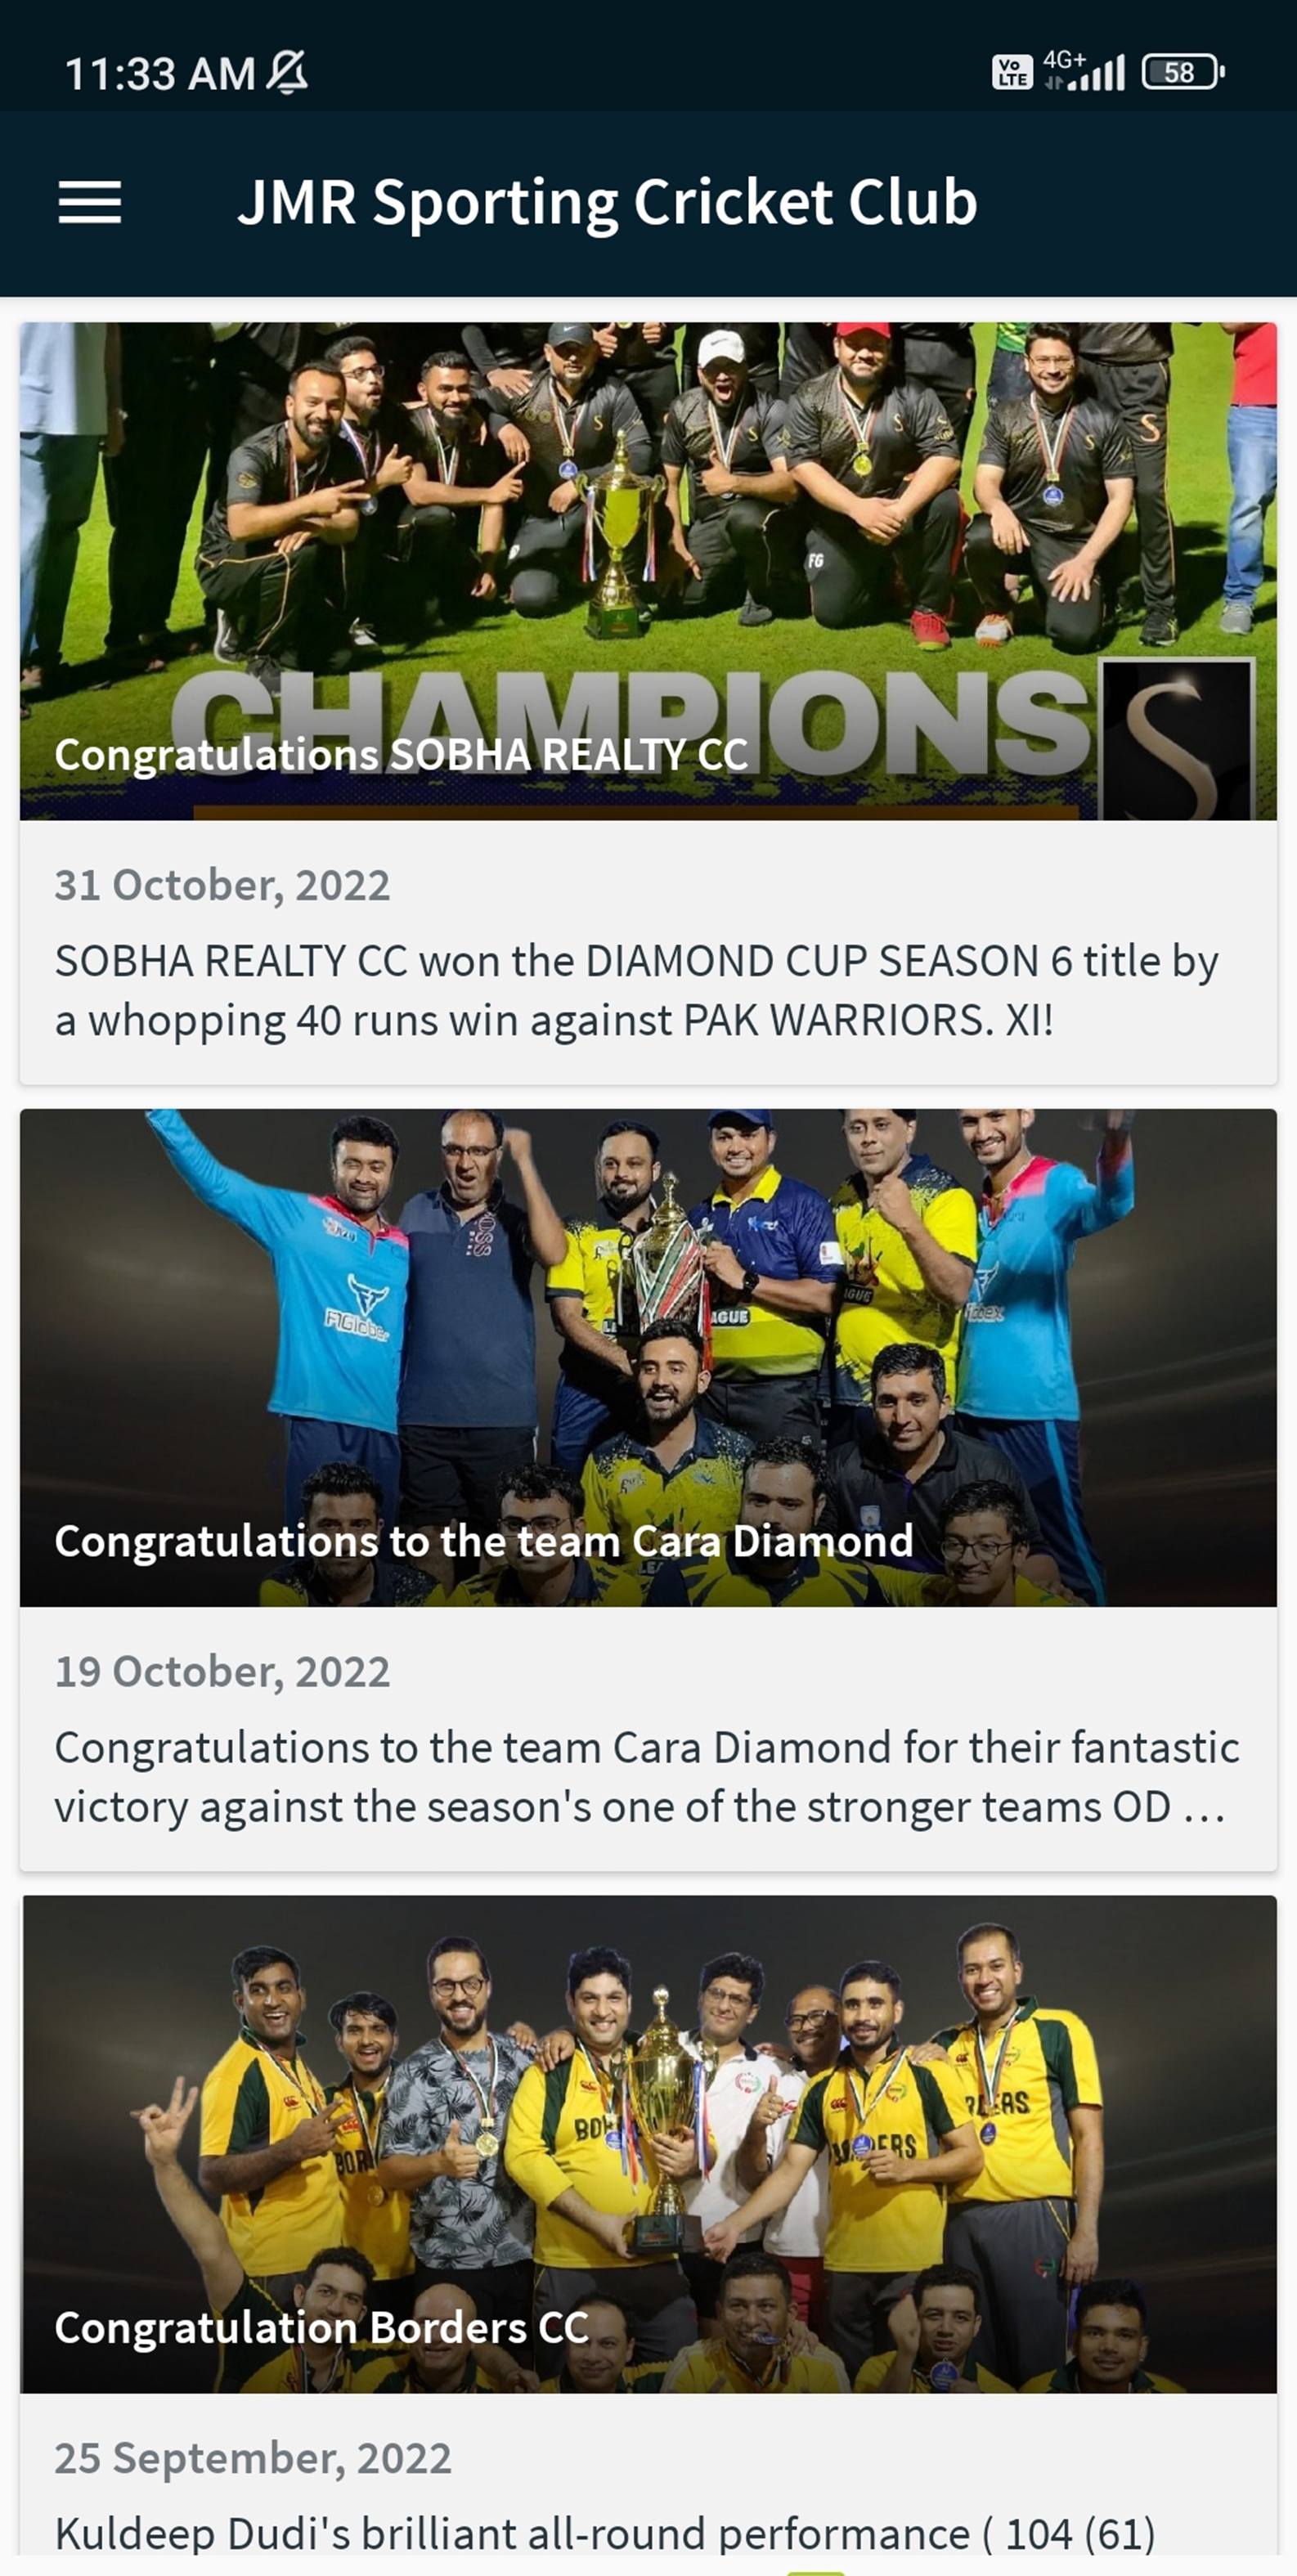 11:33 AM
Vo
LTE
4G+
58
JMR Sporting Cricket Club
FG
CHAMPIONS
S
Congratulations SOBHA REALTY CC
31 October, 2022
SOBHA REALTY CC won the DIAMOND CUP SEASON 6 title by
a whopping 40 runs win against PAK WARRIORS. XI!
AGUE
Congratulations to the team Cara Diamond
19 October, 2022
Congratulations to the team Cara Diamond for their fantastic
victory against the season's one of the stronger teams OD ...
Congratulation Borders CC
25 September, 2022
Kuldeep Dudi's brilliant all-round performance ( 104 (61)